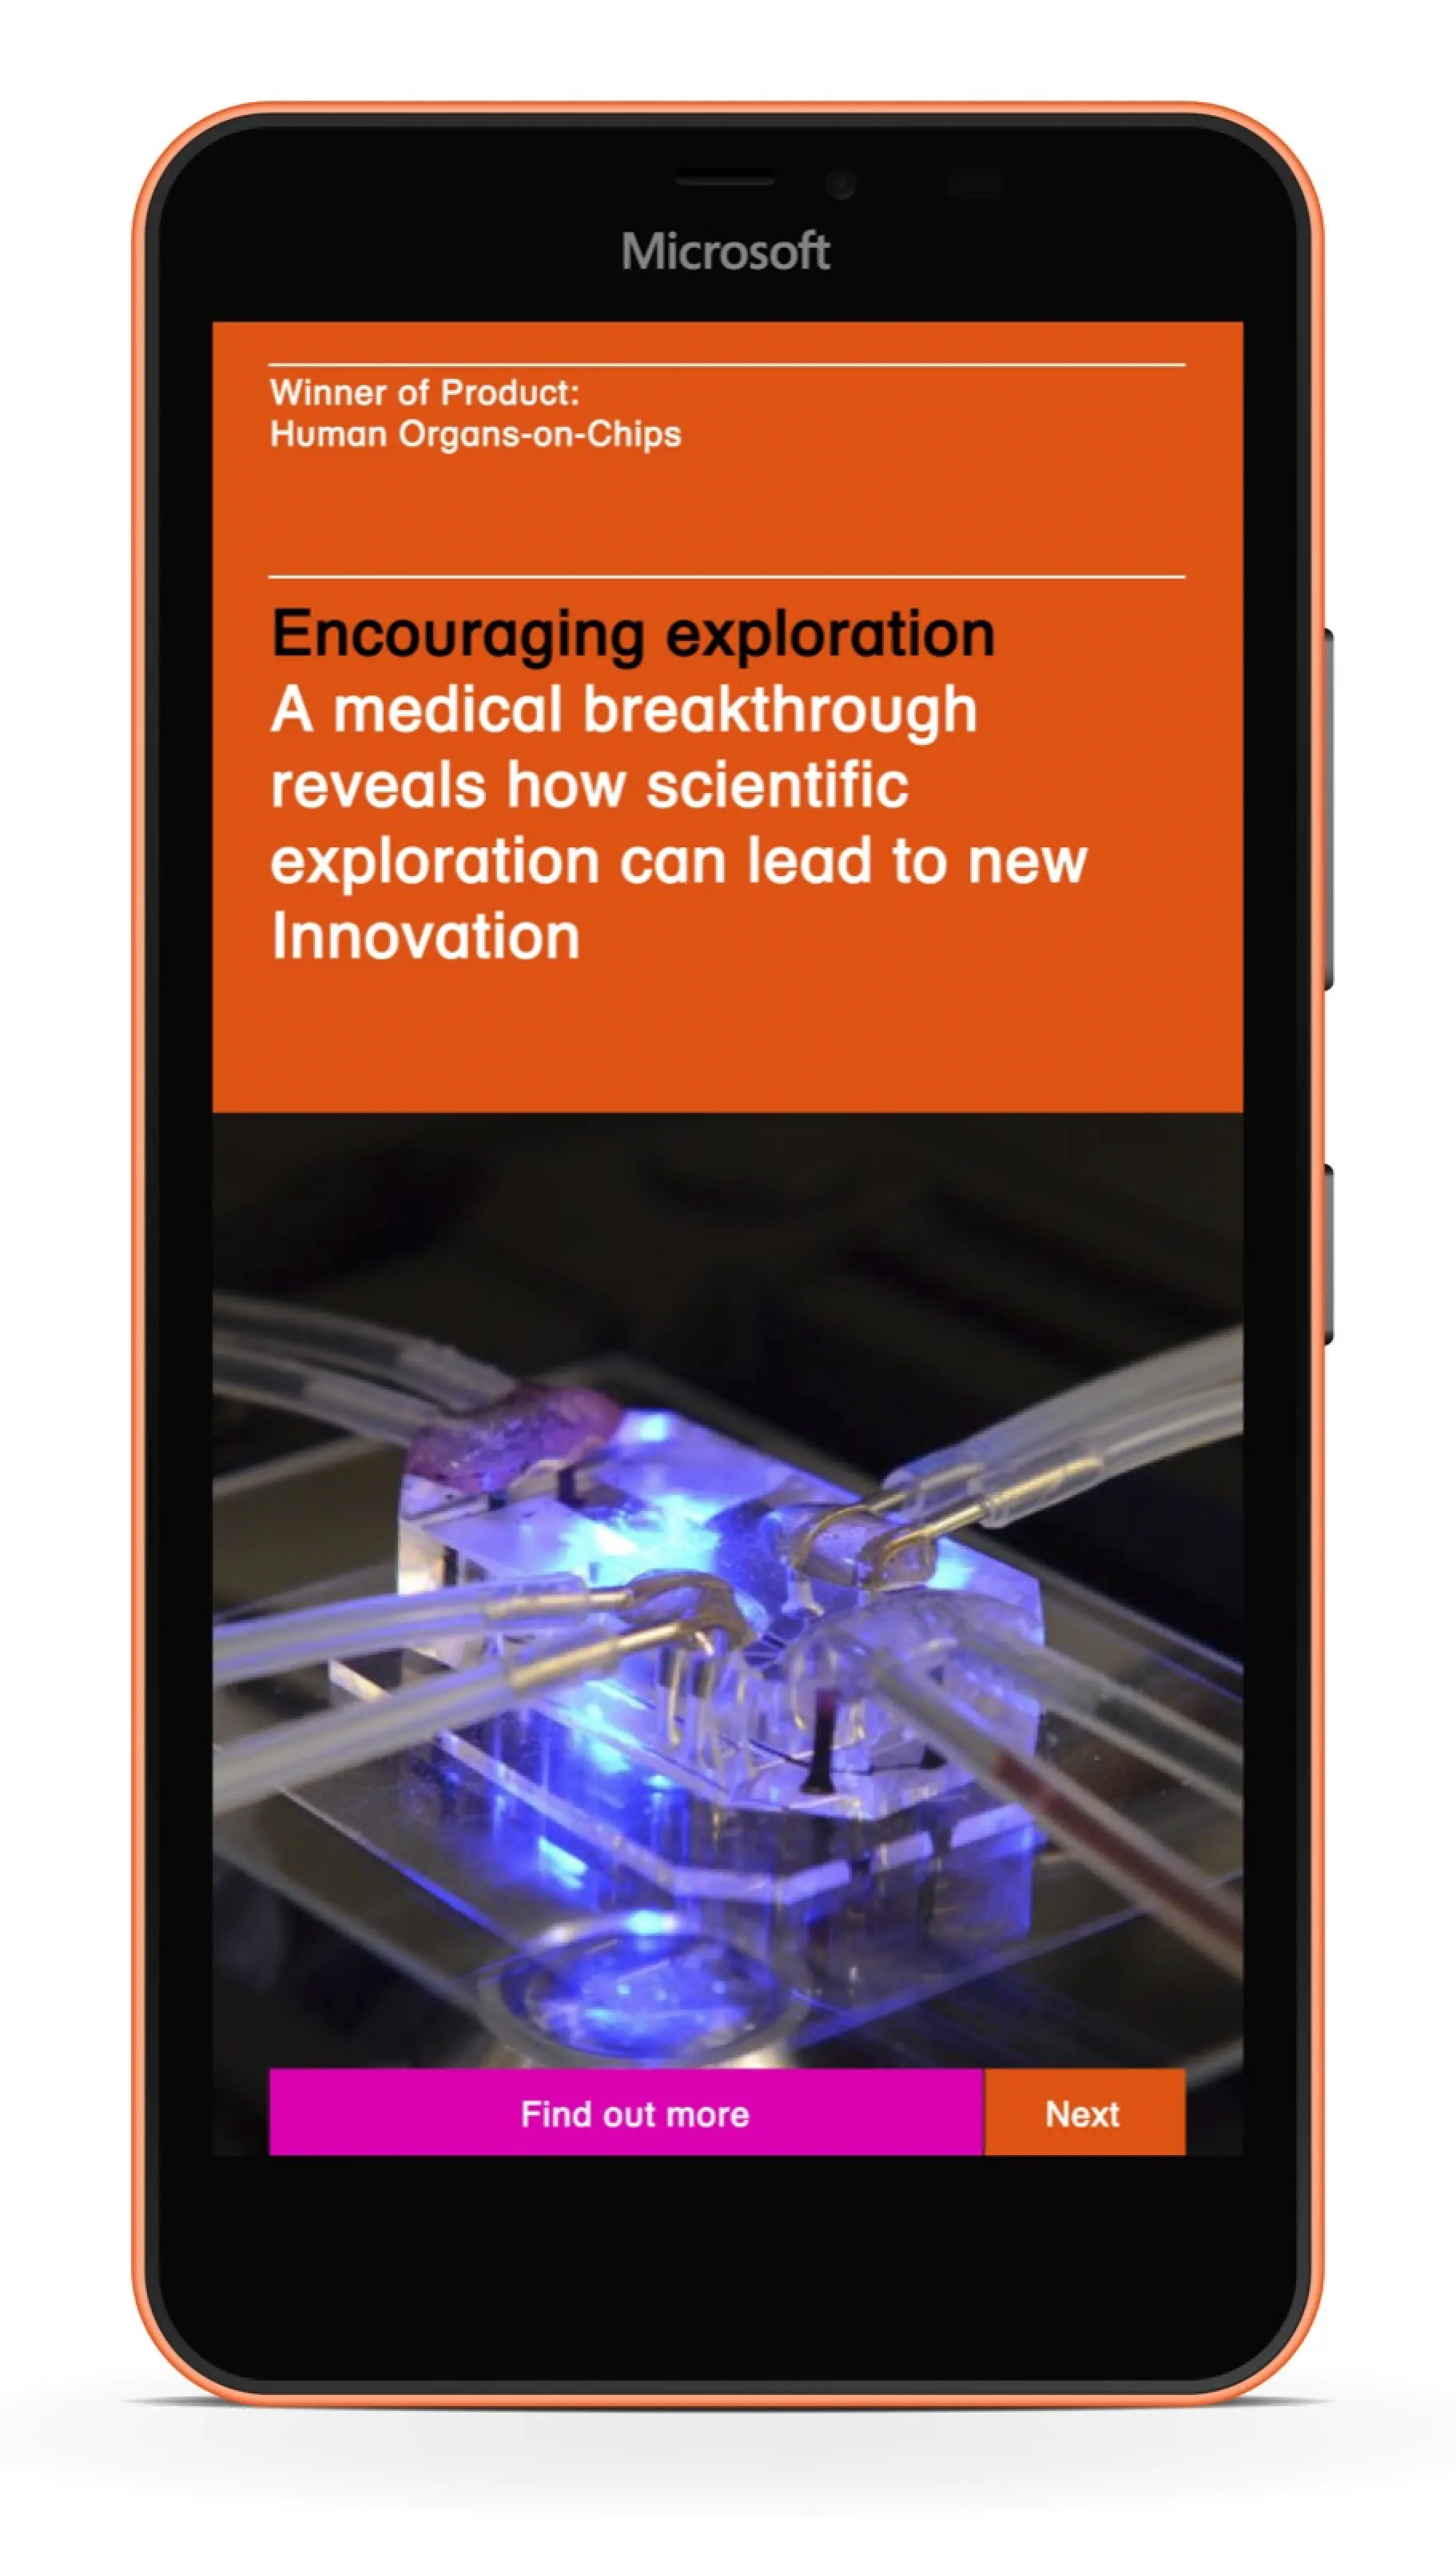 Microsoft
Winner of Product:
Human Organs-on-Chips
Encouraging exploration
A medical breakthrough
reveals how scientific
exploration can lead to new
Innovation
Find out more
Next